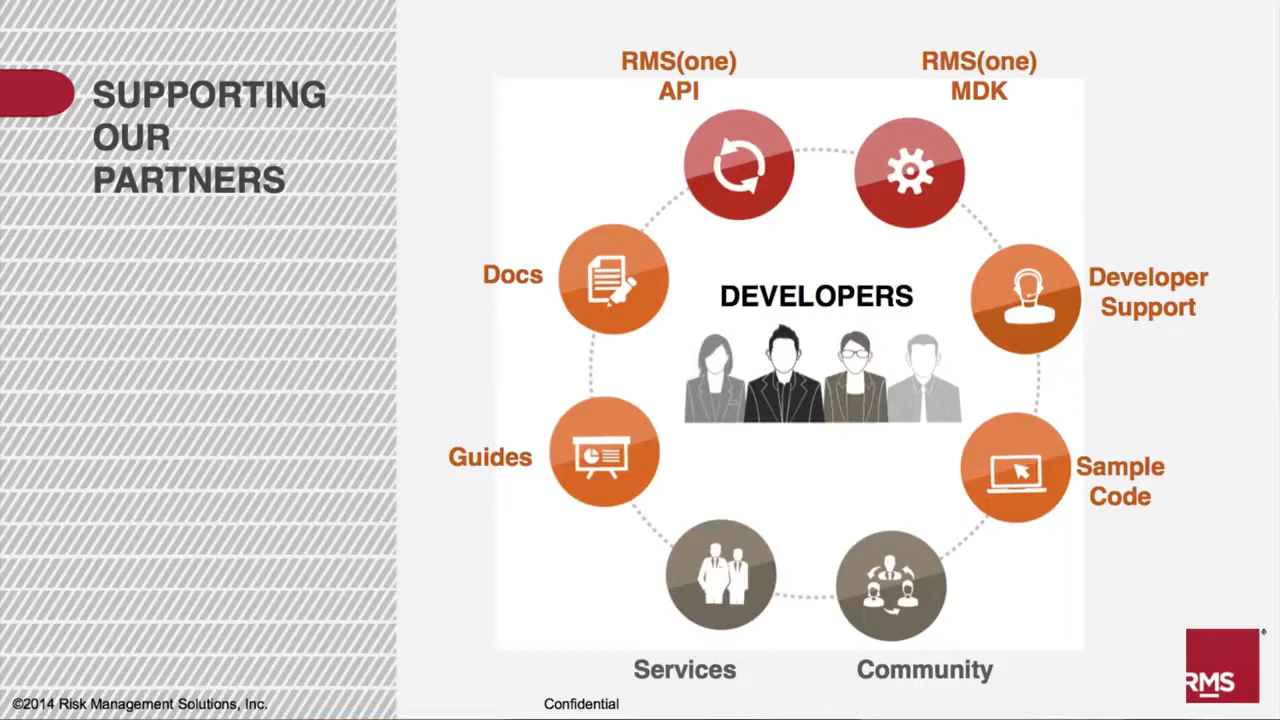 SUPPORTING
OUR
PARTNERS
RMS(one)
API
RMS(one)
MDK
Docs
DEVELOPERS
Developer
Support
Guides
Sample
Code
Services
Community
RMS
©2014 Risk Management Solutions, Inc.
Confidential